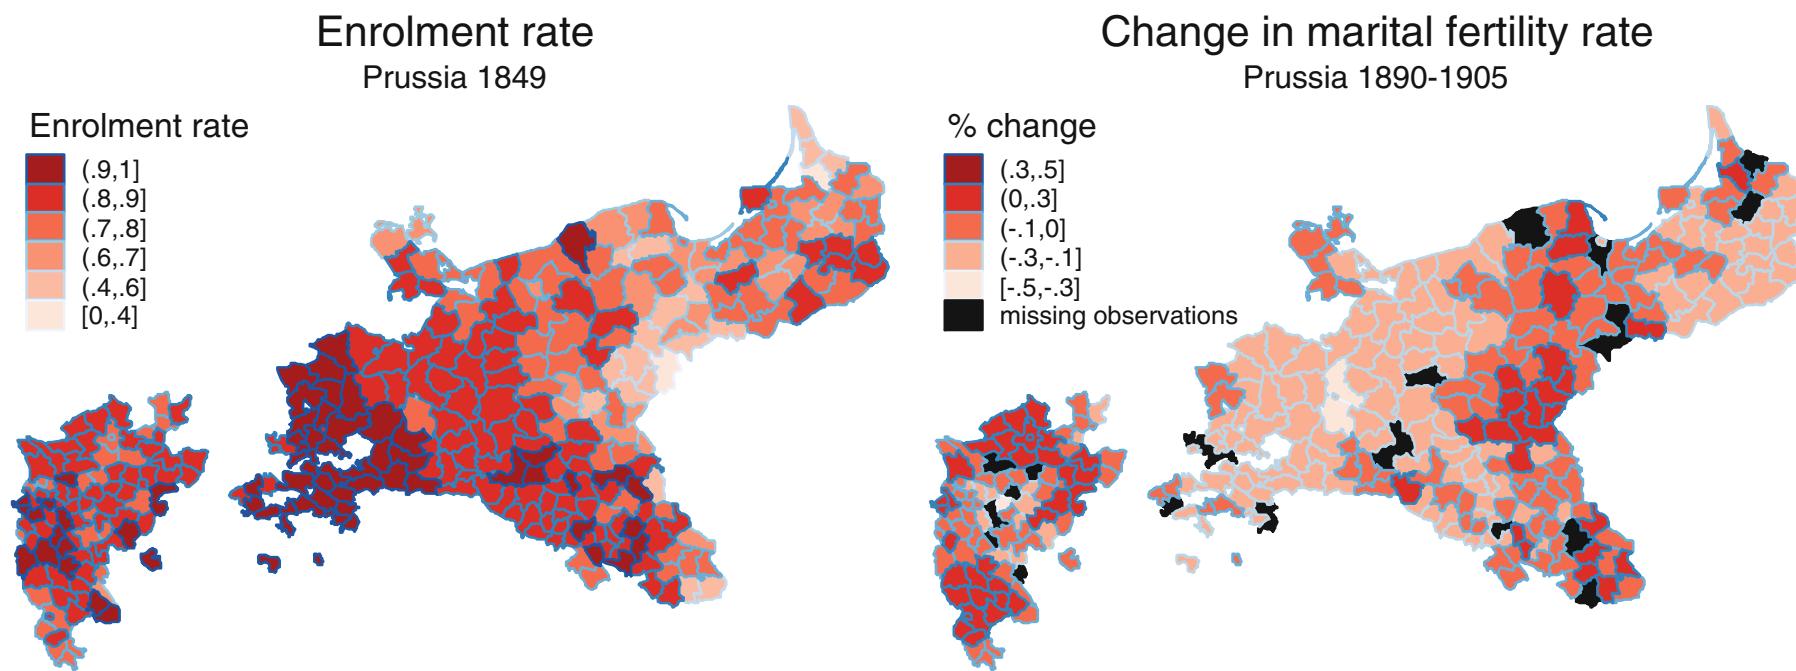 Enrolment rate
Prussia 1849
Enrolment rate
(.9,1]
(.8,.9]
(.7,.8]
(.6,.7]
(.4,.6]
[0,.4]
Change in marital fertility rate
Prussia 1890-1905
% change
(.3,.5]
(0,.3]
(-.1,0]
(-.3,-.1]
[-.5,-.3]
missing observations